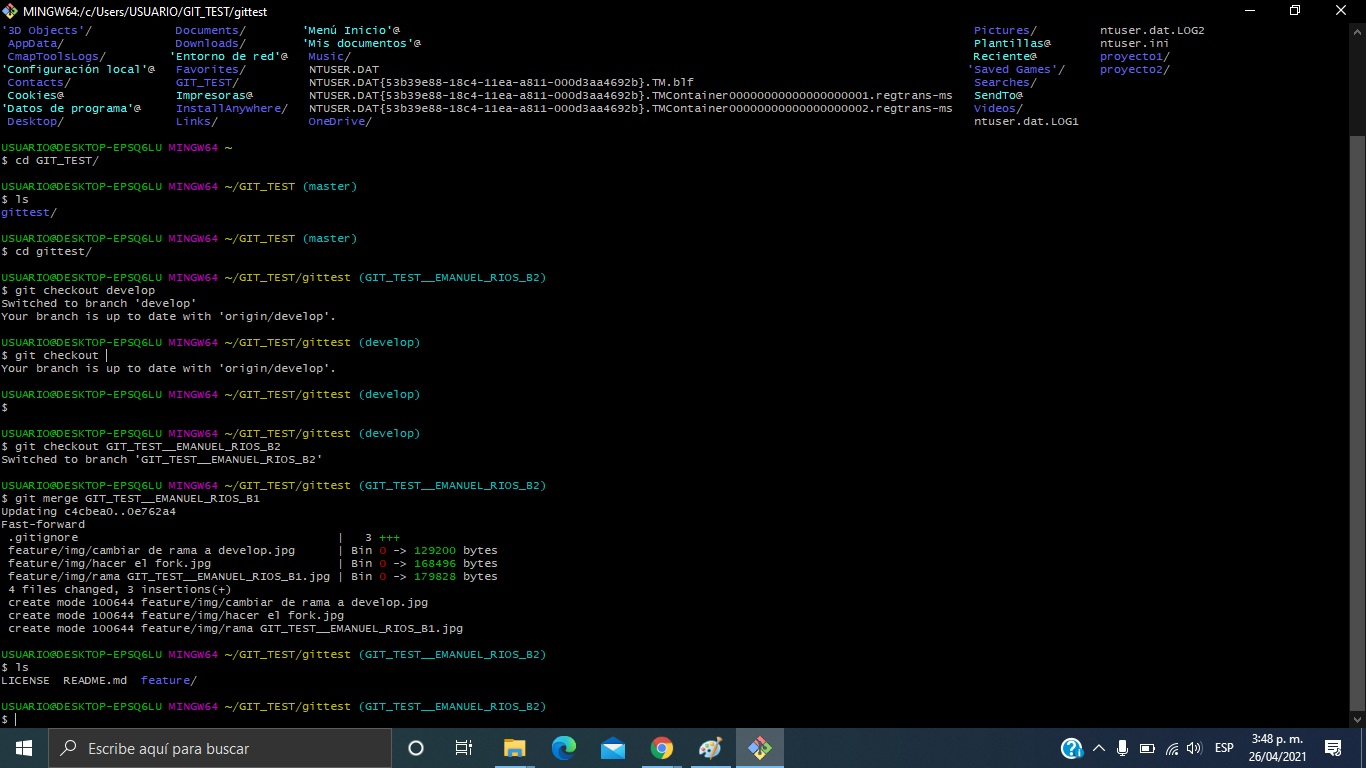 MINGW64:/c/Users/USUARIO/GIT_TEST/gittest
'3D Objects'/ Documents/ 'Menú Inicio'@ Pictures/ ntuser.dat.LOG2
AppData/ Downloads/ 'Mis documentos'@ Plantillas@ ntuser.ini
CmapToolsLogs/ 'Entorno de red'@ Music/ Reciente@ proyecto1/
'Configuración local'@ Favorites/ NTUSER.DAT 'Saved Games'/ proyecto2/
Contacts/ GIT_TEST/ NTUSER.DAT{53b39e88-18c4-11ea-a811-000d3aa4692b}.TM.blf Searches/
Cookies@ Impresoras@ NTUSER.DAT{53b39e88-18c4-11ea-a811-000d3aa4692b}.TMContainer00000000000000000001.regtrans-ms SendTo@
'Datos de programa'@ InstallAnywhere/ NTUSER.DAT{53b39e88-18c4-11ea-a811-000d3aa4692b}.TMContainer00000000000000000002.regtrans-ms Videos/
Desktop/ Links/ OneDrive/ ntuser.dat.LOG1
USUARIO@DESKTOP-EPSQ6LU MINGW64 ~
$ cd GIT_TEST/
USUARIO@DESKTOP-EPSQ6LU MINGW64 ~/GIT_TEST (master)
$ ls
gittest/
USUARIO@DESKTOP-EPSQ6LU MINGW64 ~/GIT_TEST (master)
$ cd gittest/
USUARIO@DESKTOP-EPSQ6LU MINGW64 ~/GIT_TEST/gittest (GIT_TEST__EMANUEL_RIOS_B2)
$ git checkout develop
Switched to branch 'develop'
Your branch is up to date with 'origin/develop'.
USUARIO@DESKTOP-EPSQ6LU MINGW64 ~/GIT_TEST/gittest (develop)
$ git checkout
Your branch is up to date with 'origin/develop'.
USUARIO@DESKTOP-EPSQ6LU MINGW64 ~/GIT_TEST/gittest (develop)
$
USUARIO@DESKTOP-EPSQ6LU MINGW64 ~/GIT_TEST/gittest (develop)
$ git checkout GIT_TEST__EMANUEL_RIOS_B2
Switched to branch 'GIT_TEST__EMANUEL_RIOS_B2'
USUARIO@DESKTOP-EPSQ6LU MINGW64 ~/GIT_TEST/gittest (GIT_TEST__EMANUEL_RIOS_B2)
$ git merge GIT_TEST__EMANUEL_RIOS_B1
Updating c4cbea0..0e762a4
Fast-forward
.gitignore | 3 +++
feature/img/cambiar de rama a develop.jpg | Bin 0 -> 129200 bytes
feature/img/hacer el fork.jpg | Bin 0 -> 168496 bytes
feature/img/rama GIT_TEST__EMANUEL_RIOS_B1.jpg | Bin 0 -> 179828 bytes
4 files changed, 3 insertions(+)
create mode 100644 feature/img/cambiar de rama a develop.jpg
create mode 100644 feature/img/hacer el fork.jpg
create mode 100644 feature/img/rama GIT_TEST__EMANUEL_RIOS_B1.jpg
USUARIO@DESKTOP-EPSQ6LU MINGW64 ~/GIT_TEST/gittest (GIT_TEST__EMANUEL_RIOS_B2)
$ ls
LICENSE README.md feature/
USUARIO@DESKTOP-EPSQ6LU MINGW64 ~/GIT_TEST/gittest (GIT_TEST__EMANUEL_RIOS_B2)
$
Escribe aquí para buscar
ESP
3:48 p. m.
26/04/2021